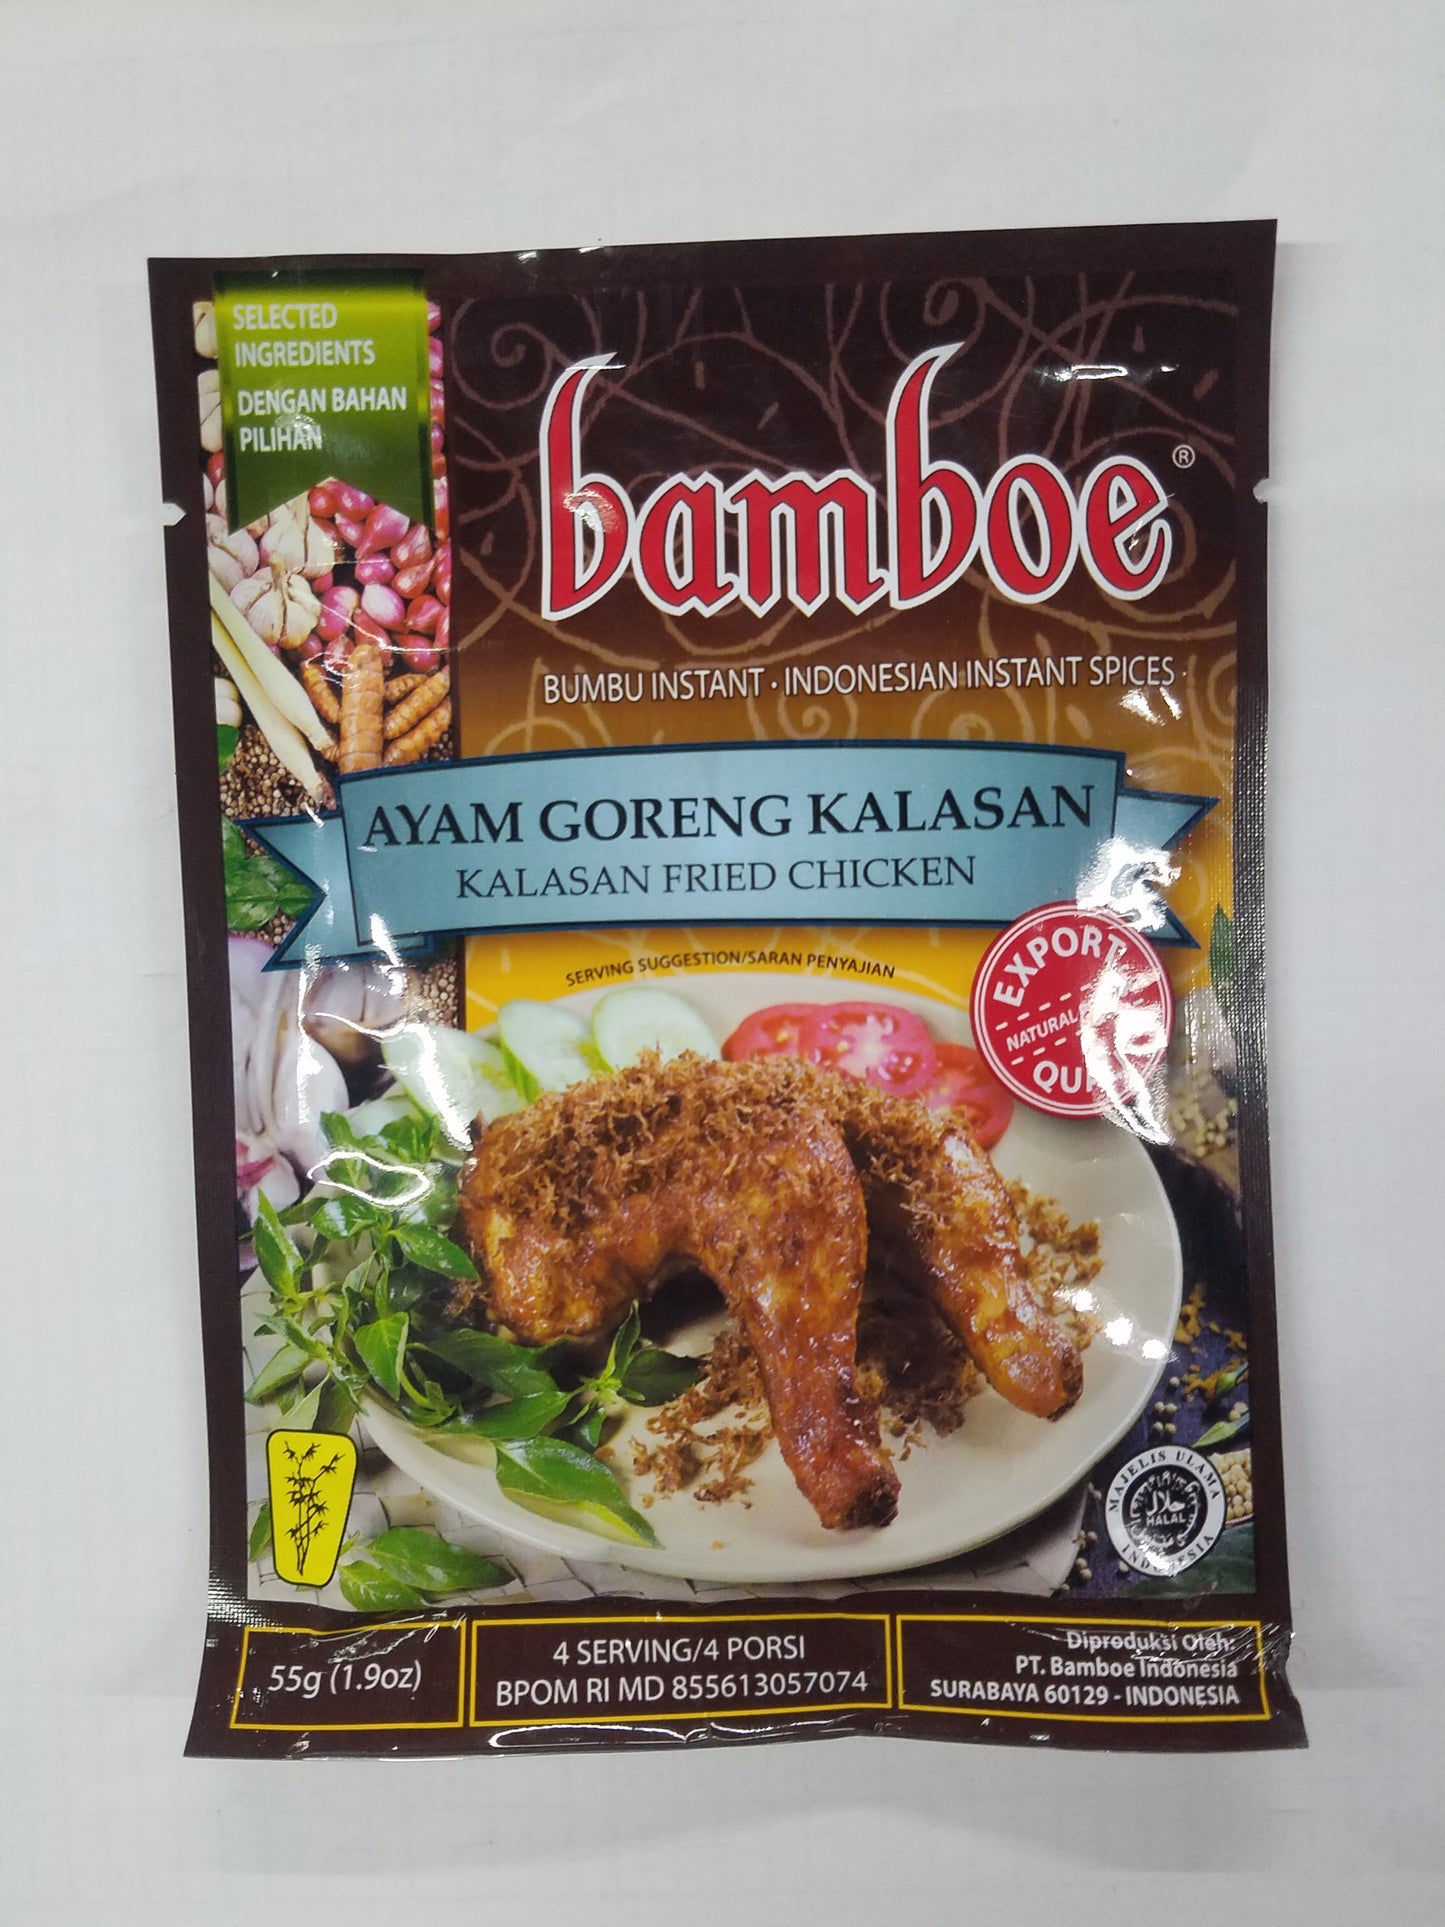 SELECTED
INGREDIENTS
DENGAN BAHAN
PILIHAN
bamboe®
BUMBU INSTANT · INDONESIAN INSTANT SPICES
AYAM GORENG KALASAN
KALASAN FRIED CHICKEN
SERVING SUGGESTION/SARAN PENYAJIAN
EXPORT
NATURAL
MAJELIS ULAMA
حلال
HALAL
INDONESIA
55g (1.9oz)
4 SERVING/4 PORSI
BPOM RI MD 855613057074
Diproduksi Oleh:
PT. Bamboe Indonesia
SURABAYA 60129 - INDONESIA